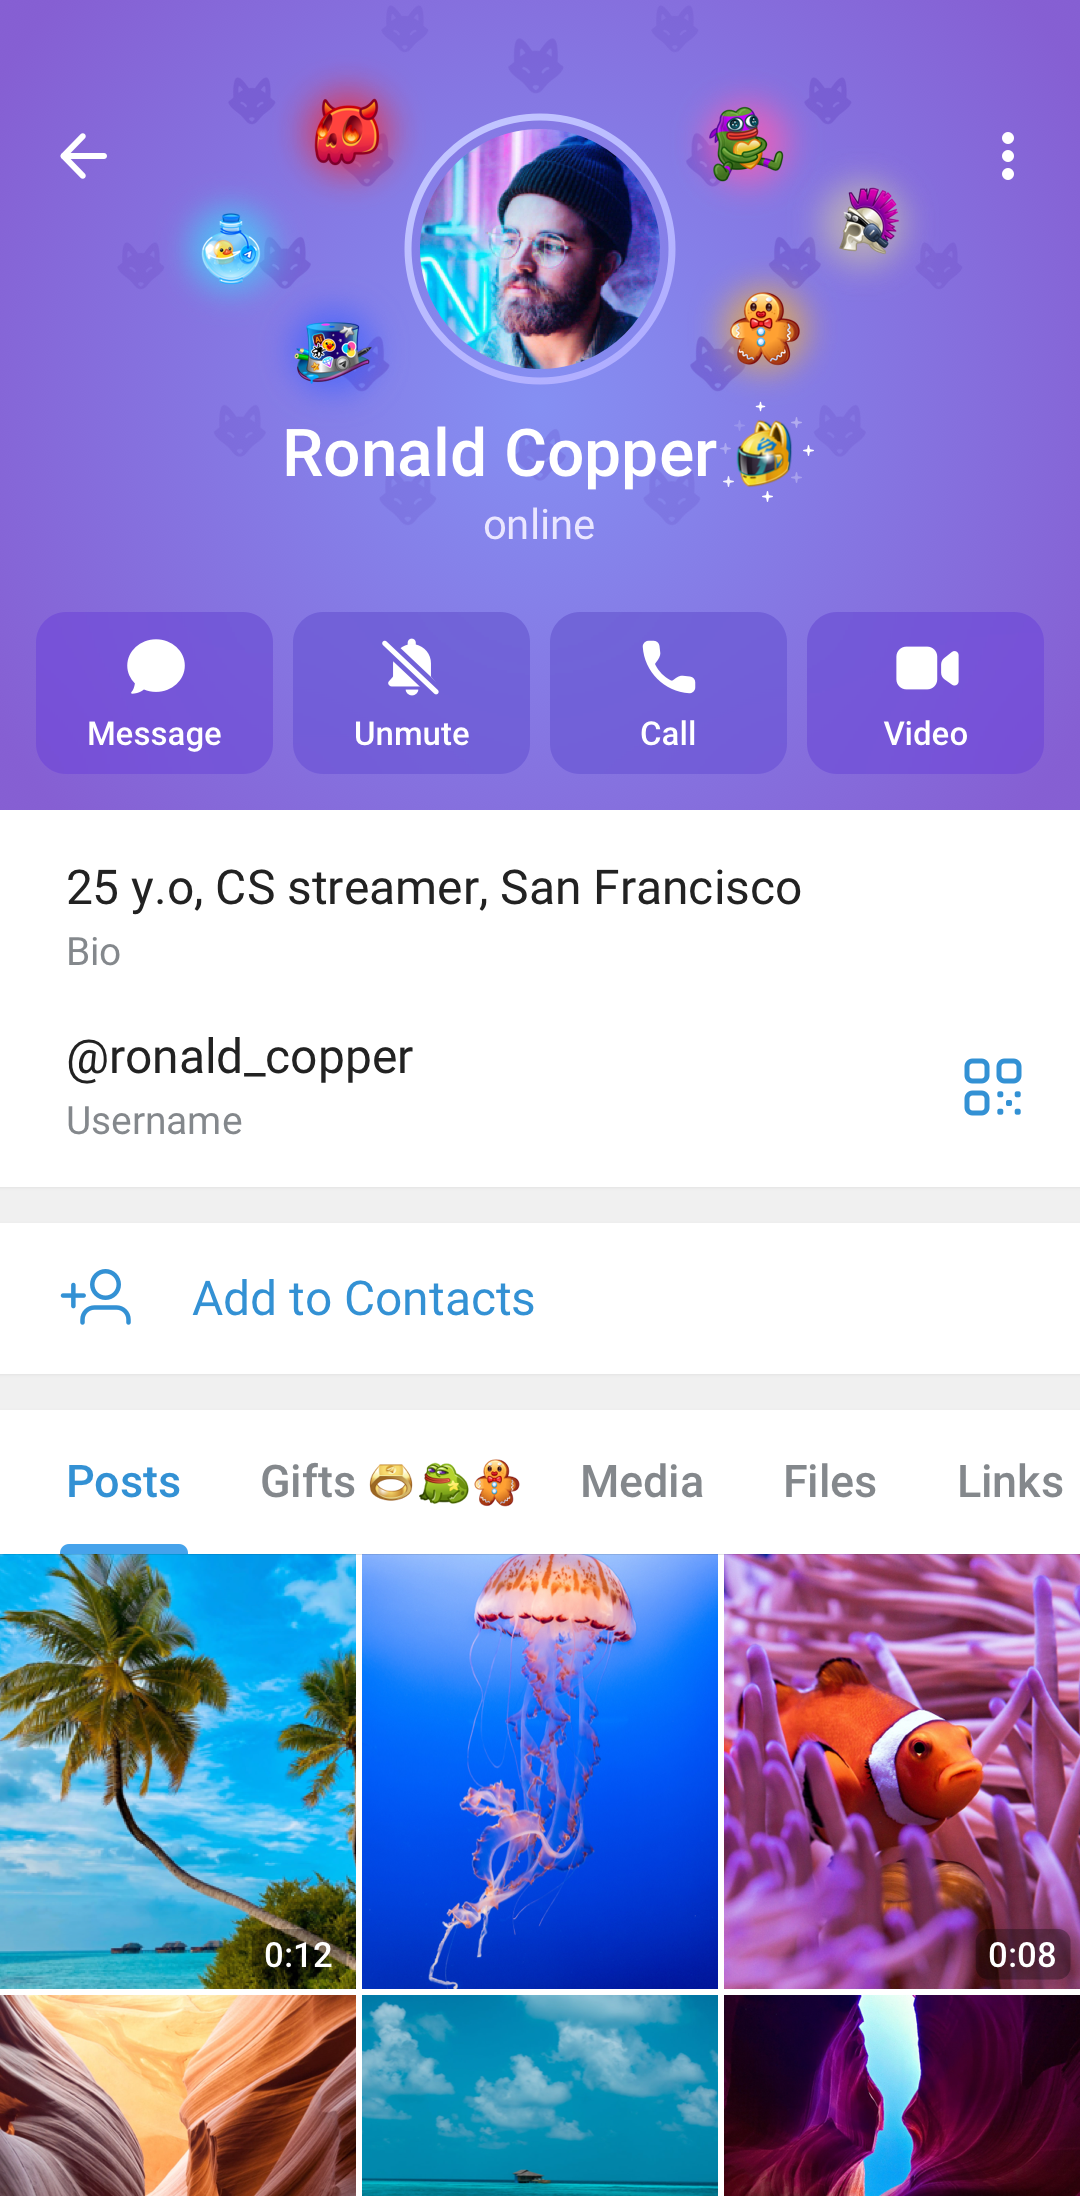 Ronald Copper
online
Message
Unmute
Call
Video
25 y.o, CS streamer, San Francisco
Bio
@ronald_copper
Username
Add to Contacts
Posts
Gifts
Media
Files
Links
0:12
0:08